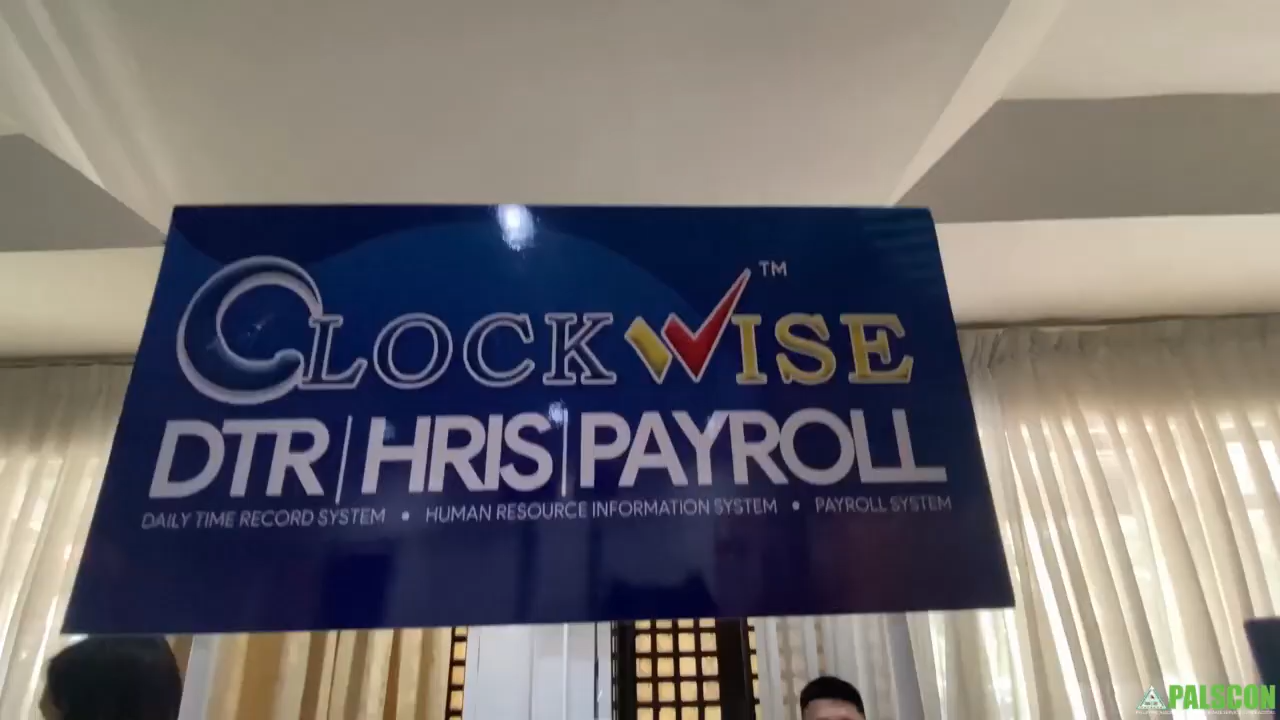 CLOCKWISE™
DTR|HRIS|PAYROLL
DAILY TIME RECORD SYSTEM • HUMAN RESOURCE INFORMATION SYSTEM • PAYROLL SYSTEM
PALSCON